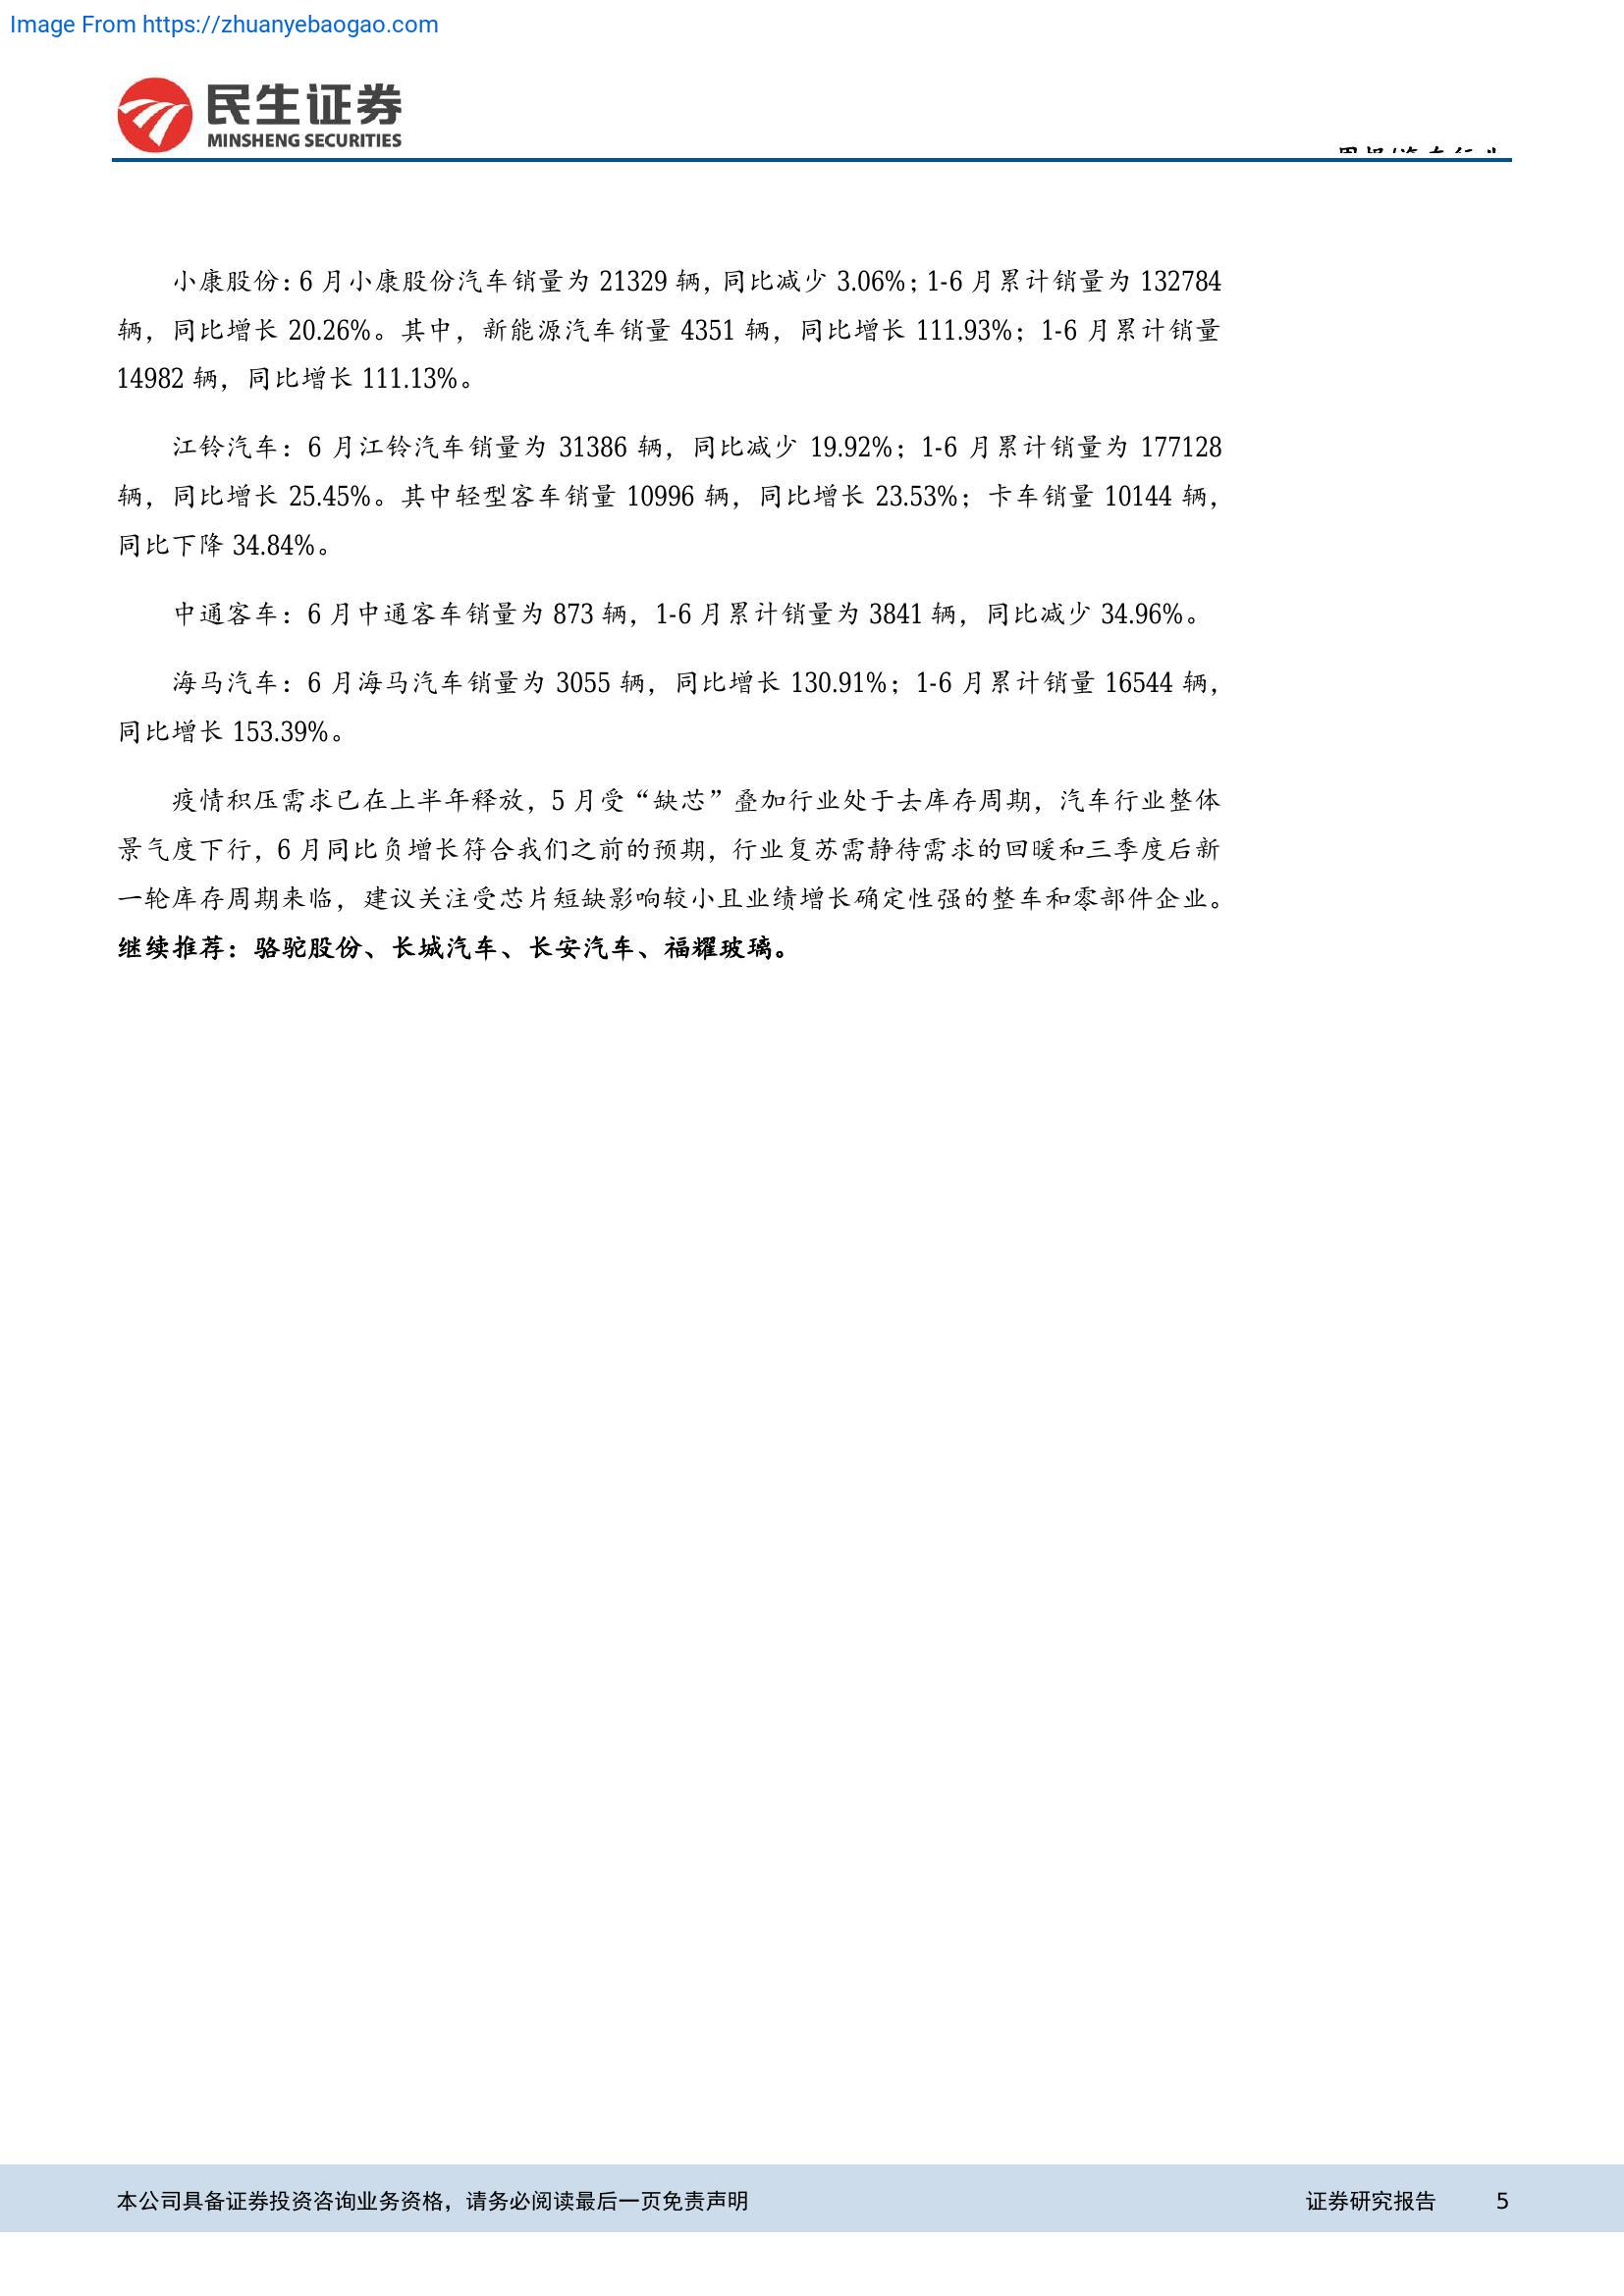 Image From https://zhuanyebaogao.com
民生证券
MINSHENG SECURITIES
小康股份：6 月小康股份汽车销量为 21329 辆，同比减少 3.06%；1-6 月累计销量为 132784
辆，同比增长 20.26%。其中，新能源汽车销量 4351 辆，同比增长 111.93%；1-6 月累计销量
14982 辆，同比增长 111.13%。
江铃汽车：6 月江铃汽车销量为 31386 辆，同比减少 19.92%；1-6 月累计销量为 177128
辆，同比增长 25.45%。其中轻型客车销量 10996 辆，同比增长 23.53%；卡车销量 10144 辆，
同比下降 34.84%。
中通客车：6 月中通客车销量为 873 辆，1-6 月累计销量为 3841 辆，同比减少 34.96%。
海马汽车：6 月海马汽车销量为 3055 辆，同比增长 130.91%；1-6 月累计销量 16544 辆，
同比增长 153.39%。
疫情积压需求已在上半年释放，5 月受“缺芯”叠加行业处于去库存周期，汽车行业整体
景气度下行，6 月同比负增长符合我们之前的预期，行业复苏需静待需求的回暖和三季度后新
一轮库存周期来临，建议关注受芯片短缺影响较小且业绩增长确定性强的整车和零部件企业。
继续推荐：骆驼股份、长城汽车、长安汽车、福耀玻璃。
本公司具备证券投资咨询业务资格，请务必阅读最后一页免责声明
证券研究报告 5